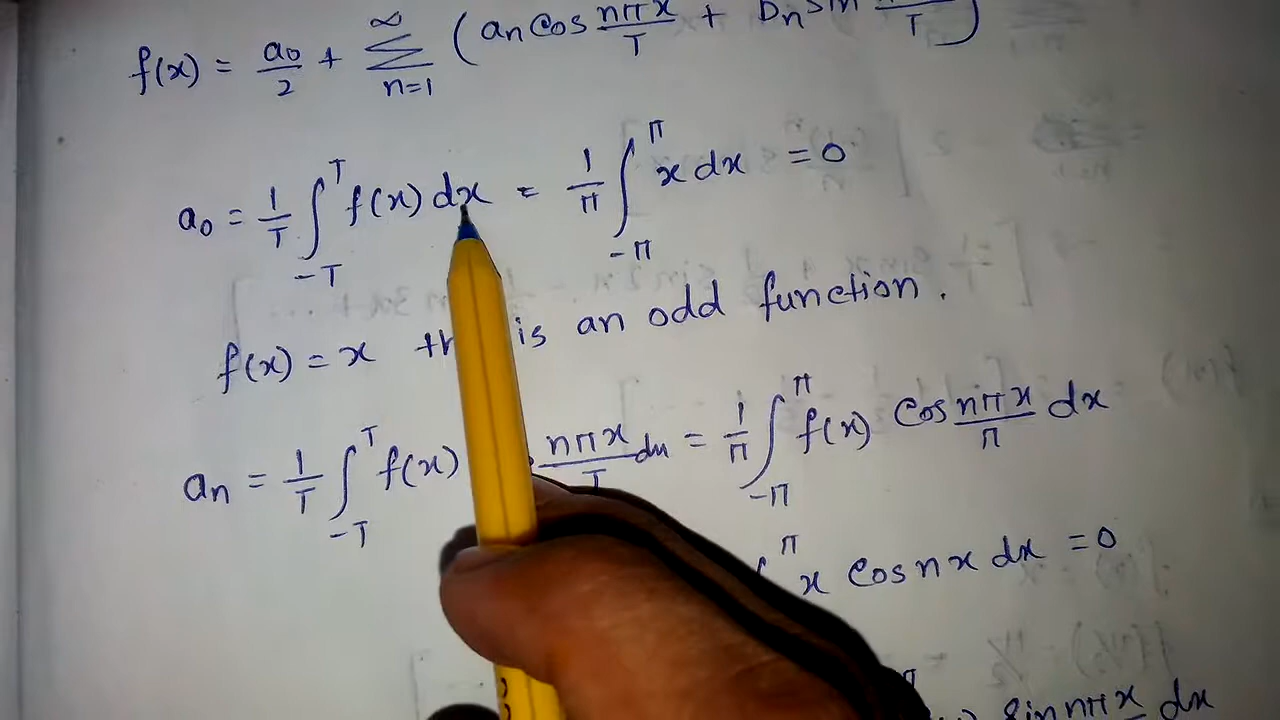 f(x) = a0/2 + ∞ Σ n=1 ( an Cos nπx/T + bn sin /T )
a0 = 1/T ∫ T -T f(x) dx = 1/π ∫ π -π x dx = 0
f(x) = x is an odd function.
an = 1/T ∫ T -T f(x) nπx/T dx = 1/π ∫ π -π f(x) Cos nπx/π dx
π x Cos nx dx = 0
π sin nπx dx